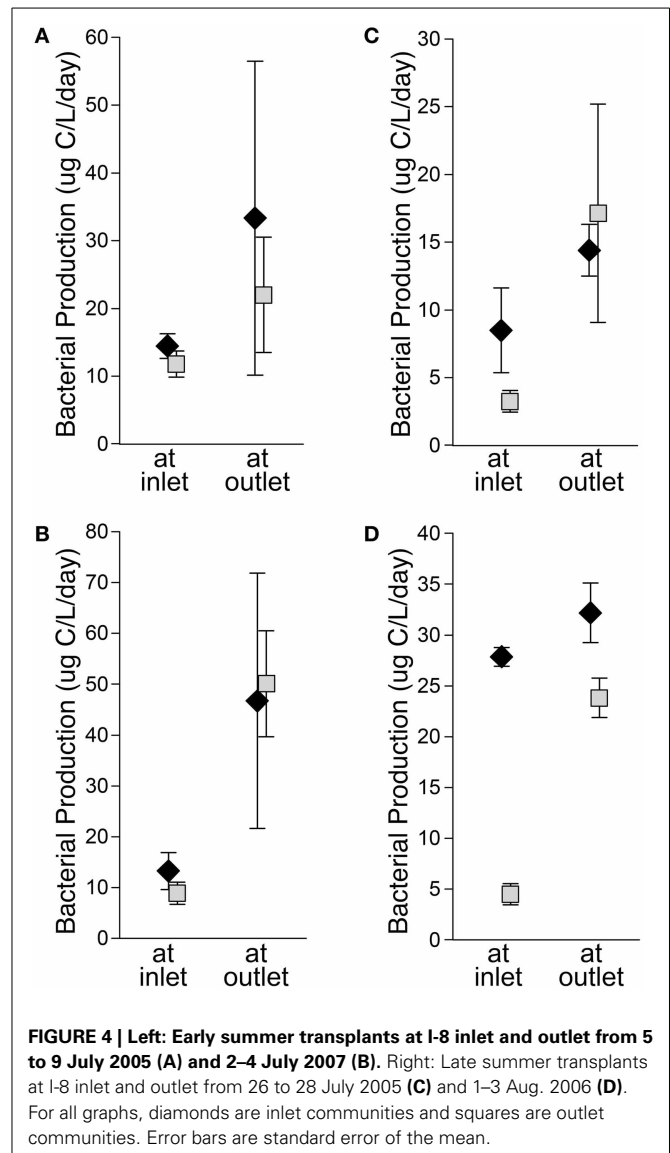 A
Bacterial Production (ug C/L/day)
60
50
40
30
20
10
0
at
inlet
at
outlet
C
Bacterial Production (ug C/L/day)
30
25
20
15
10
5
0
at
inlet
at
outlet
B
Bacterial Production (ug C/L/day)
80
70
60
50
40
30
20
10
0
at
inlet
at
outlet
D
Bacterial Production (ug C/L/day)
40
35
30
25
20
15
10
5
0
at
inlet
at
outlet
FIGURE 4 | Left: Early summer transplants at I-8 inlet and outlet from 5
to 9 July 2005 (A) and 2–4 July 2007 (B). Right: Late summer transplants
at I-8 inlet and outlet from 26 to 28 July 2005 (C) and 1–3 Aug. 2006 (D).
For all graphs, diamonds are inlet communities and squares are outlet
communities. Error bars are standard error of the mean.